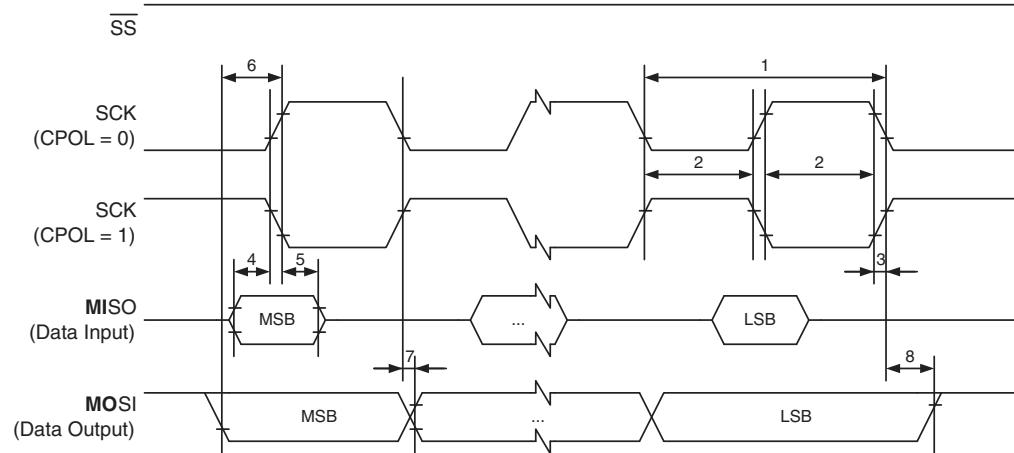 SS
6
1
SCK
(CPOL = 0)
2
2
SCK
(CPOL = 1)
4
5
3
MISO
(Data Input)
MSB
...
LSB
7
8
MOSI
(Data Output)
MSB
...
LSB